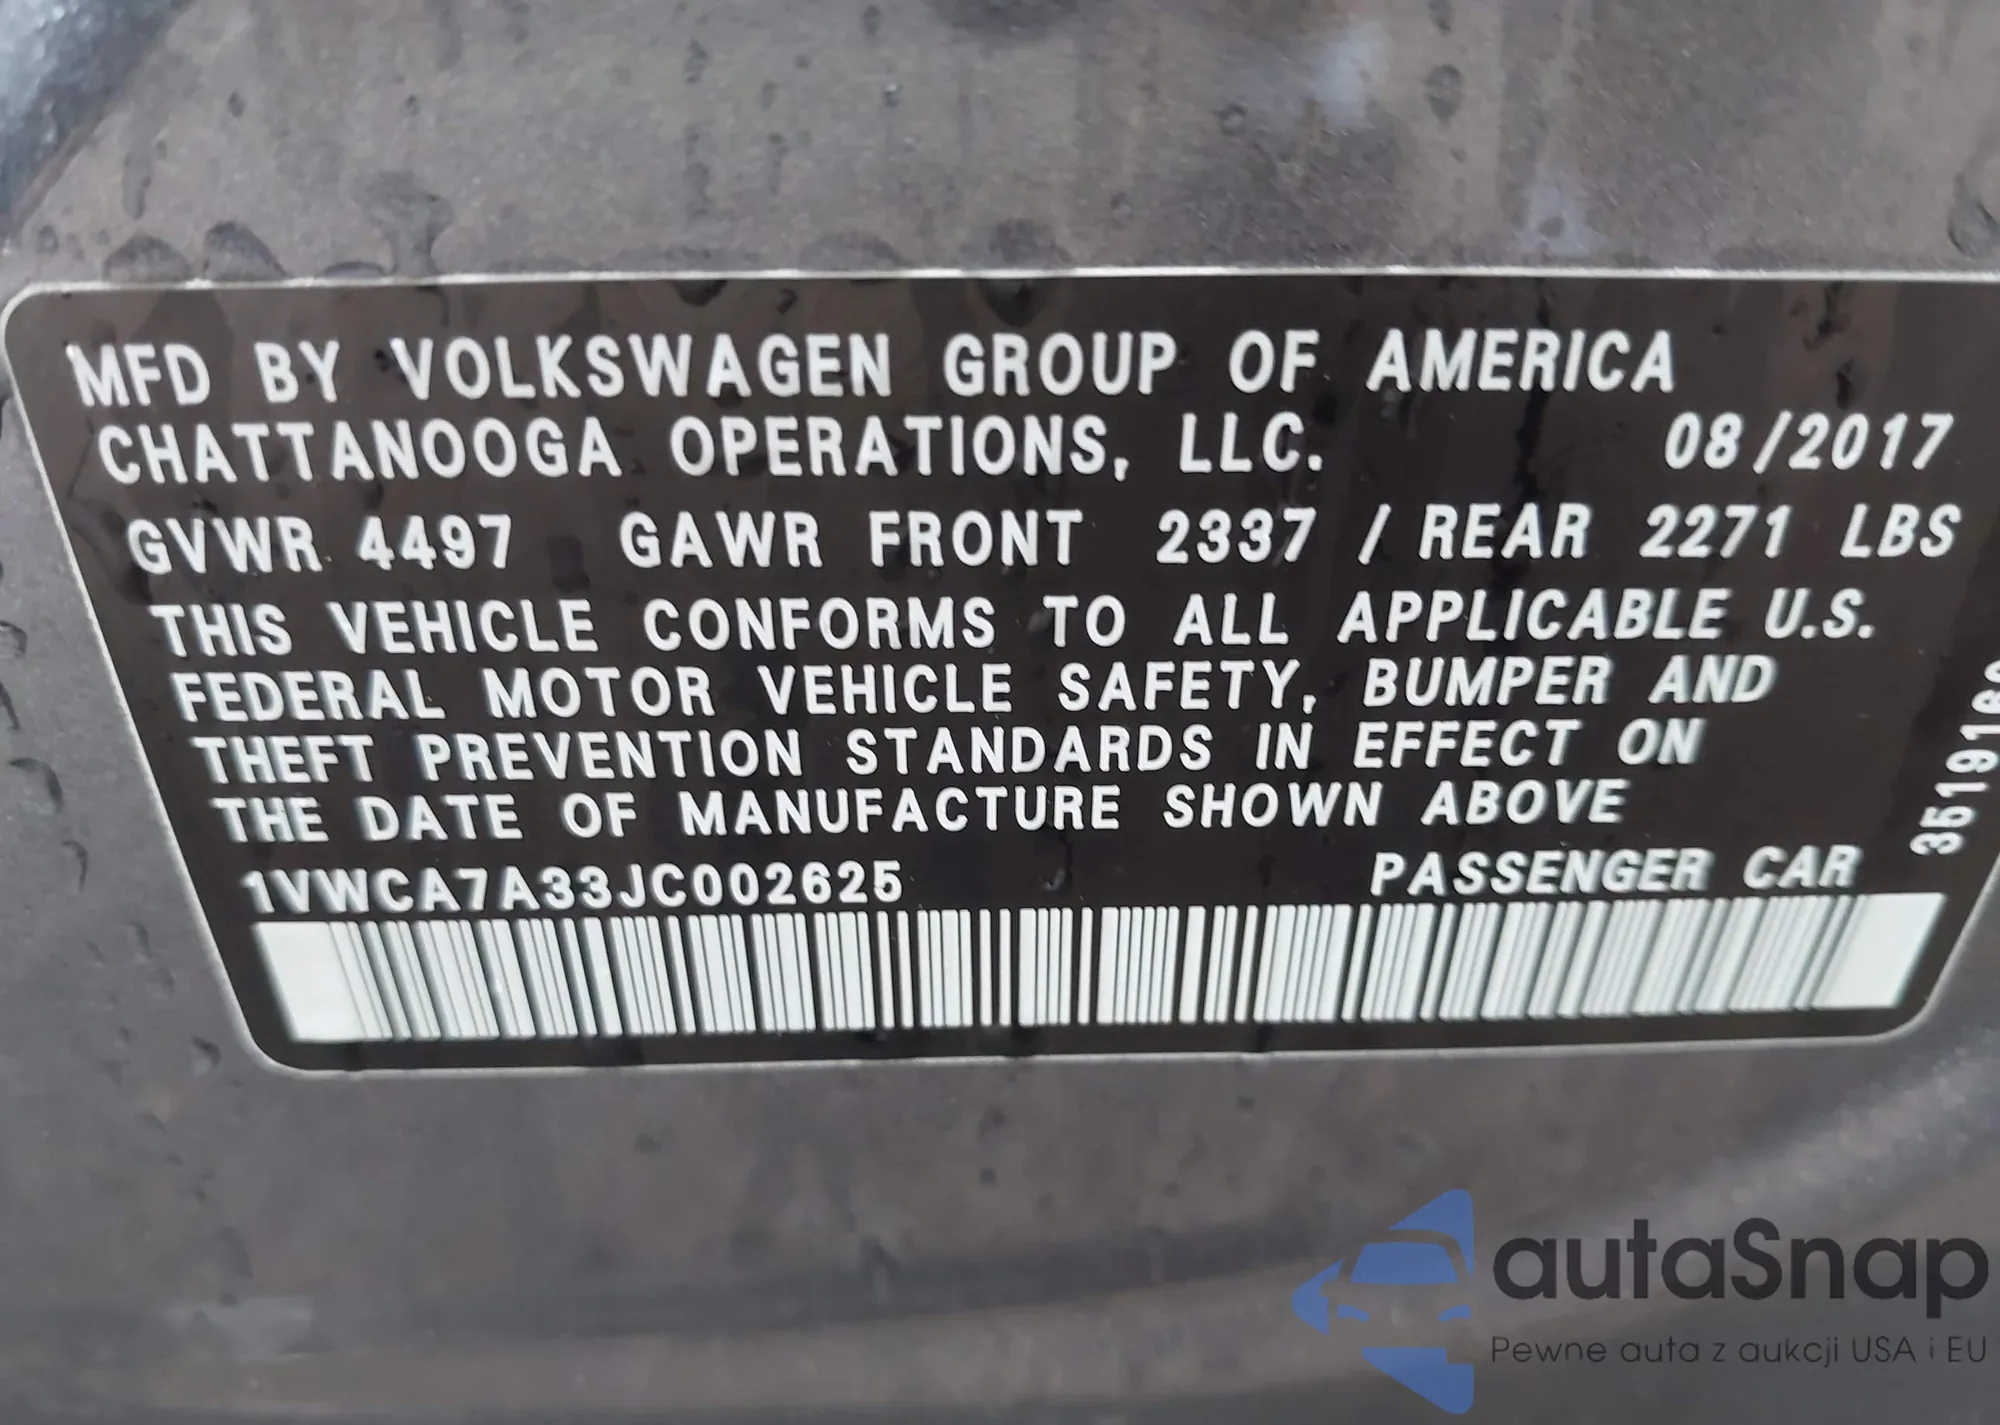 MFD BY VOLKSWAGEN GROUP OF AMERICA
CHATTANOOGA OPERATIONS, LLC. 08/2017
GVWR 4497 GAWR FRONT 2337 / REAR 2271 LBS
THIS VEHICLE CONFORMS TO ALL APPLICABLE U.S.
FEDERAL MOTOR VEHICLE SAFETY, BUMPER AND
THEFT PREVENTION STANDARDS IN EFFECT ON
THE DATE OF MANUFACTURE SHOWN ABOVE
1VWCA7A33JC002625 PASSENGER CAR
autaSnap
Pewne auta z aukcji USA i EU